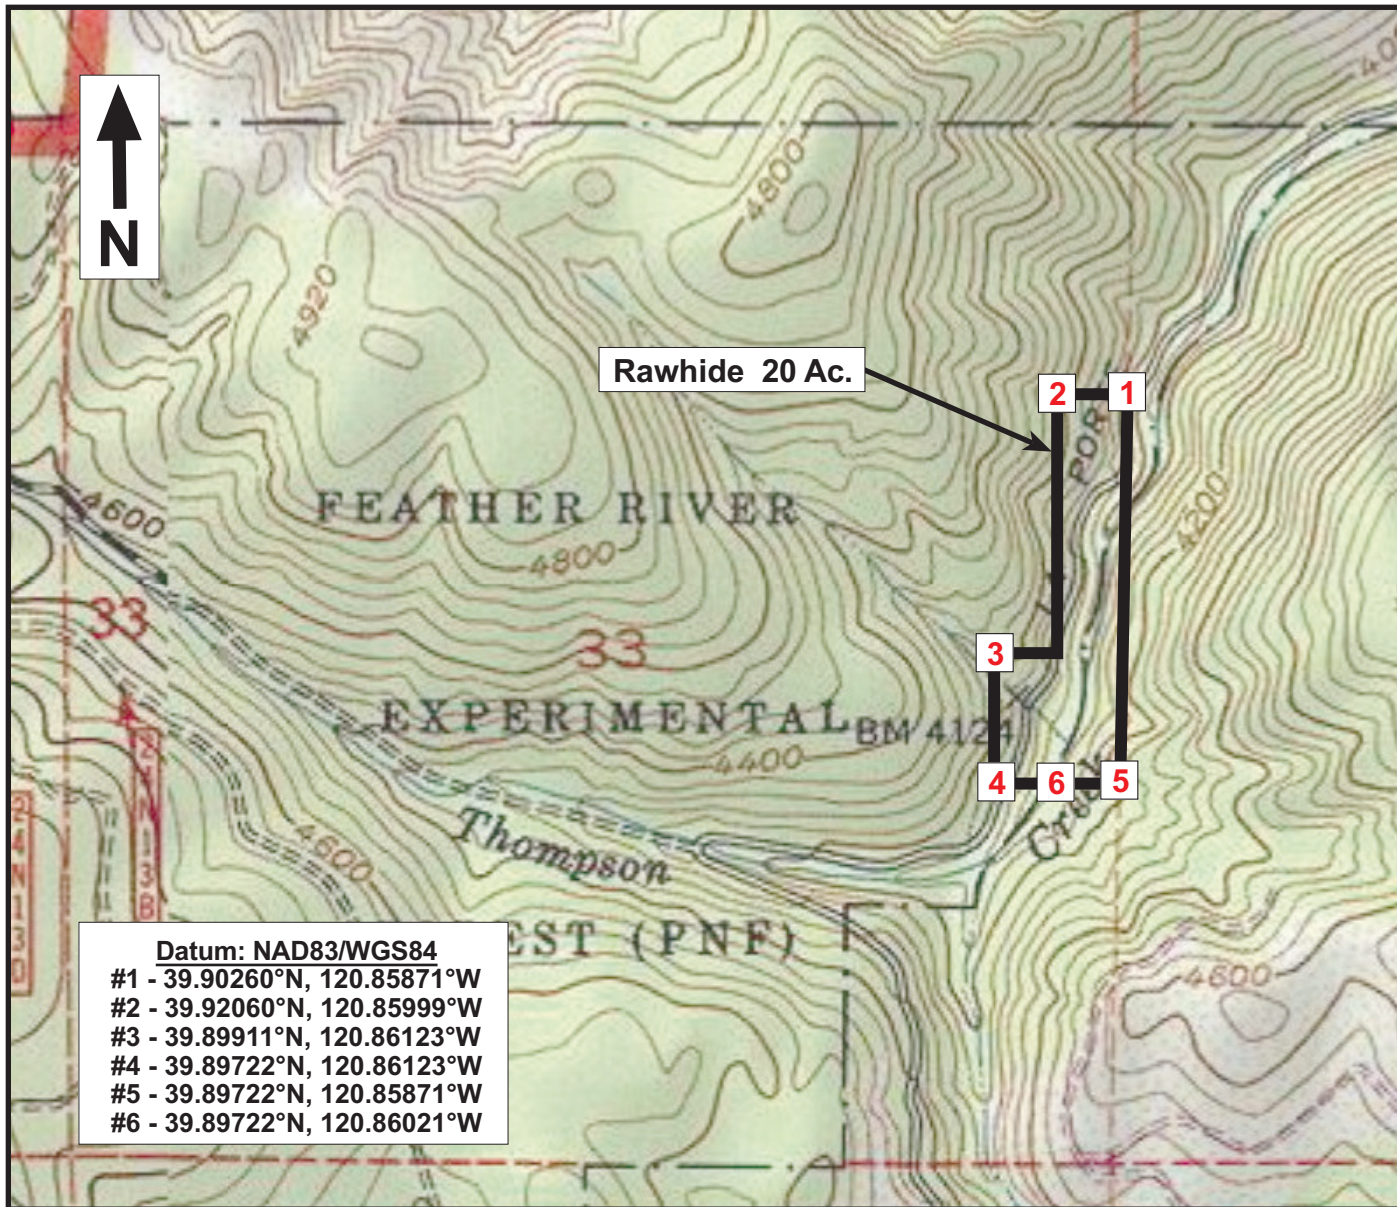 400
N
4800
4920
Rawhide 20 Ac.
2
1
POR
4600
FEATHER RIVER
4200
4800
33
33
3
EXPERIMENTAL
BM 4124
4400
4
6
5
Creek
Thompson
4600
EST (PNF)
4600
Datum: NAD83/WGS84
#1 - 39.90260°N, 120.85871°W
#2 - 39.92060°N, 120.85999°W
#3 - 39.89911°N, 120.86123°W
#4 - 39.89722°N, 120.86123°W
#5 - 39.89722°N, 120.85871°W
#6 - 39.89722°N, 120.86021°W